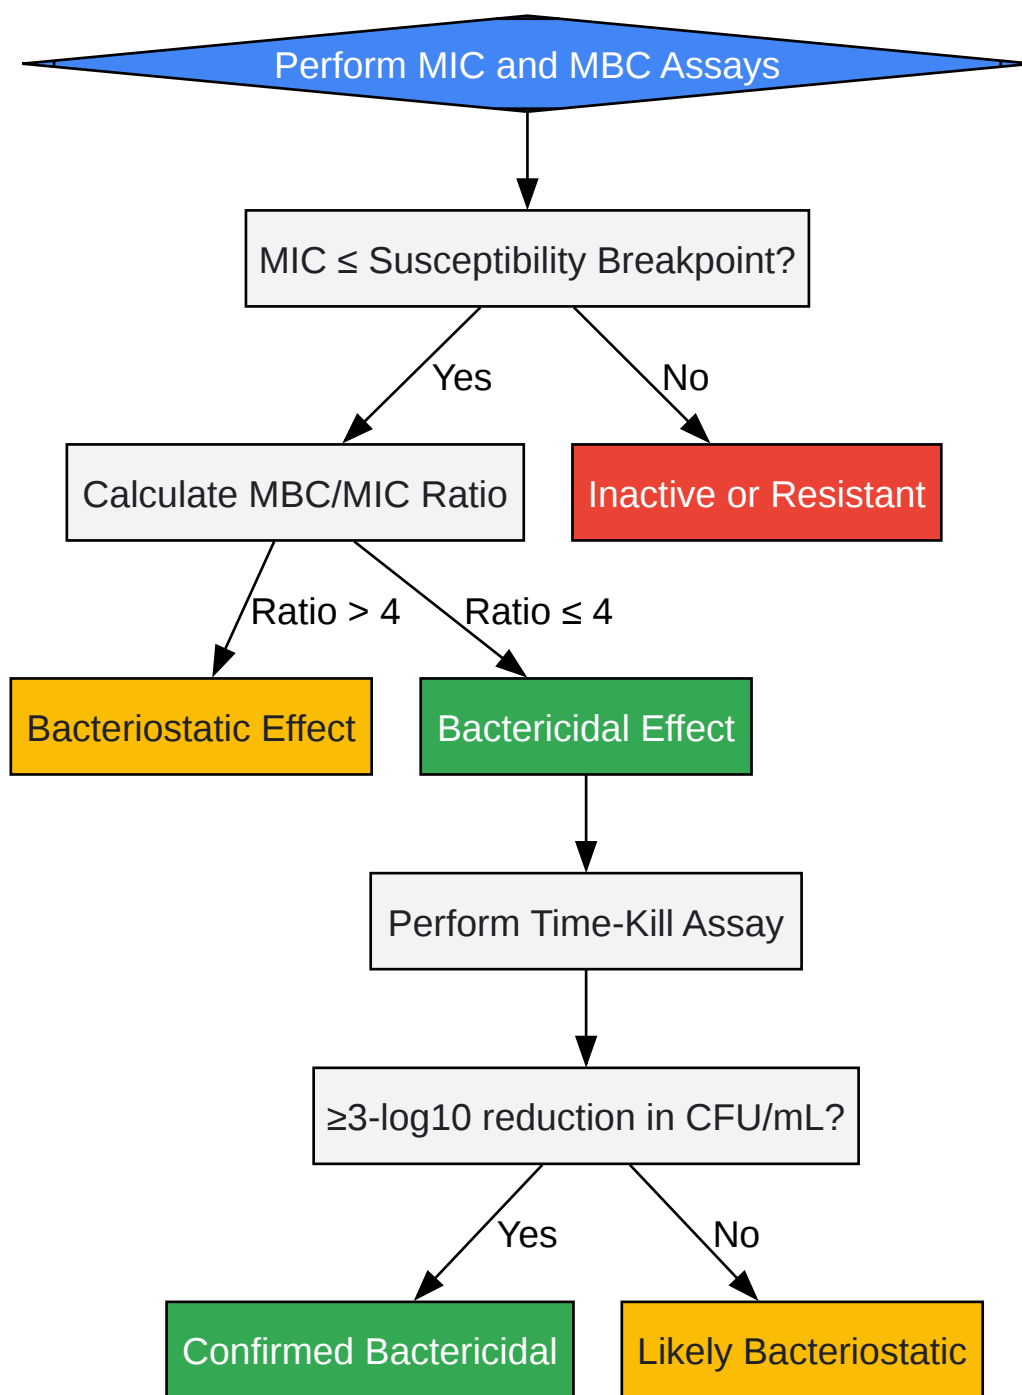 Perform MIC and MBC Assays
MIC ≤ Susceptibility Breakpoint?
Yes
No
Calculate MBC/MIC Ratio
Inactive or Resistant
Ratio > 4
Ratio ≤ 4
Bacteriostatic Effect
Bactericidal Effect
Perform Time-Kill Assay
≥3-log10 reduction in CFU/mL?
Yes
No
Confirmed Bactericidal
Likely Bacteriostatic